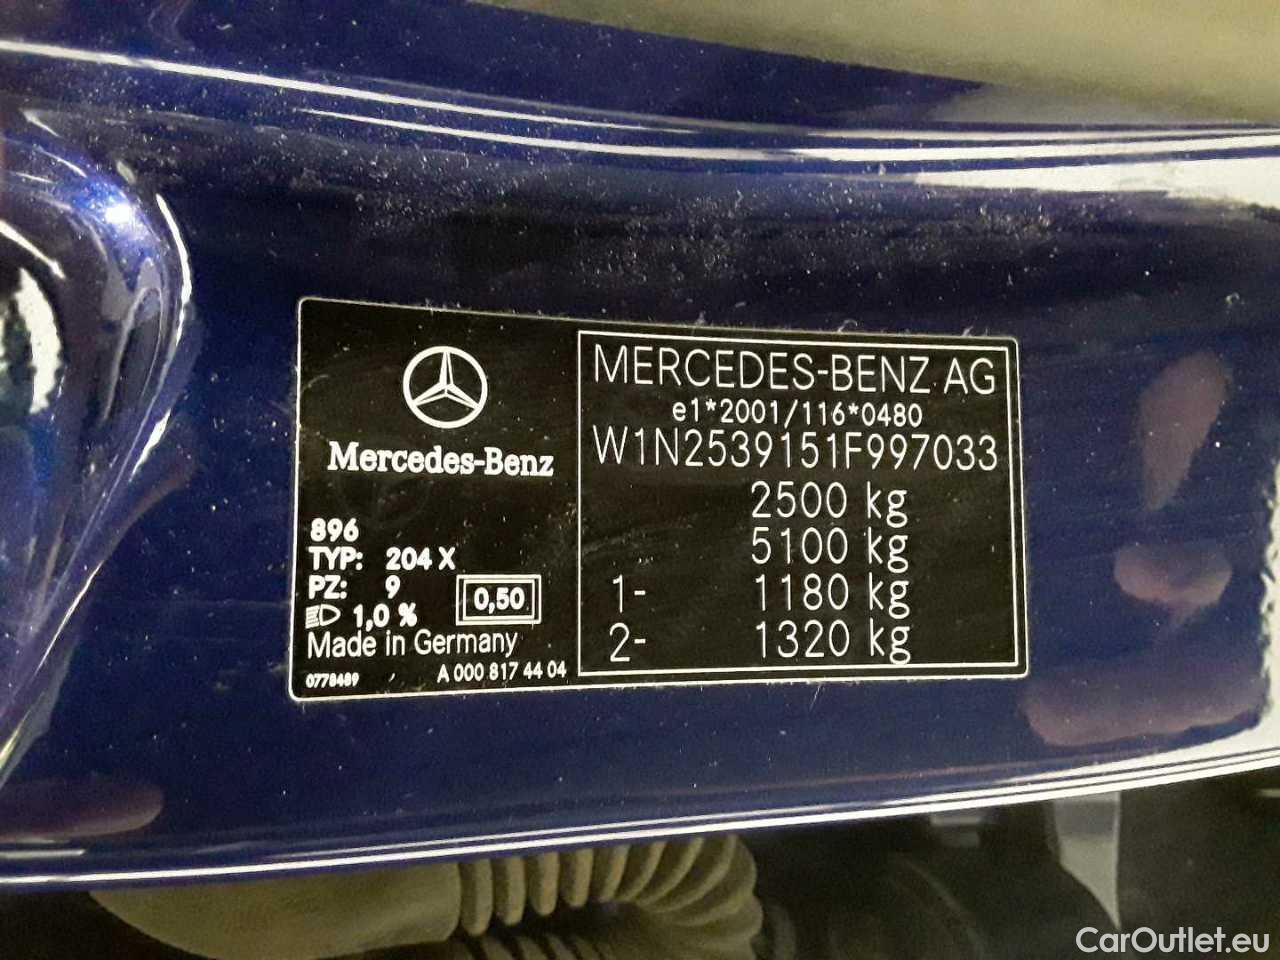 Mercedes-Benz
896
TYP: 204 X
PZ: 9
1,0 %
0,50
Made in Germany
0778489
A 000 817 44 04
MERCEDES-BENZ AG
e1*2001/116*0480
W1N2539151F997033
2500 kg
5100 kg
1- 1180 kg
2- 1320 kg
CarOutlet.eu